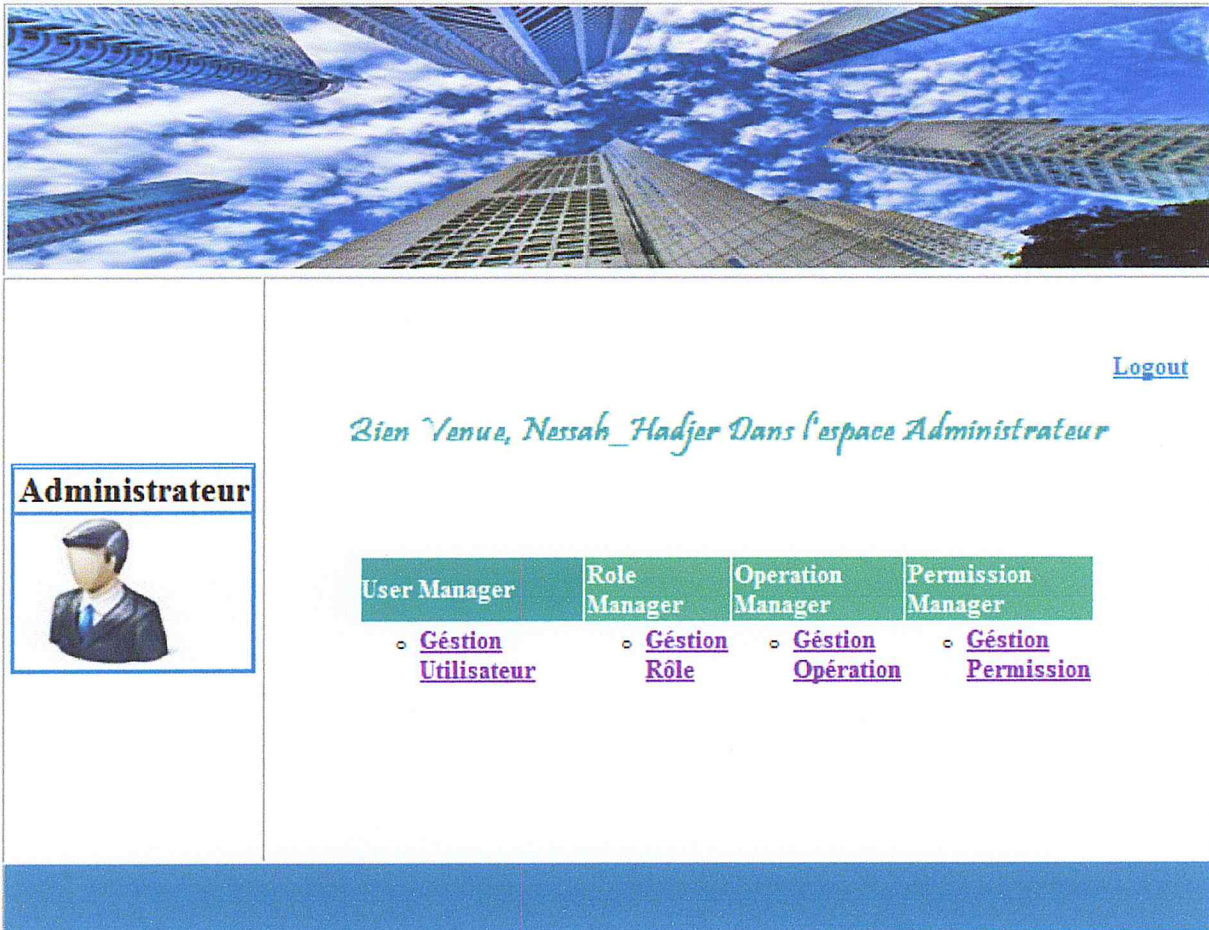 Logout
Bien Venue, Nessah_Hadjer Dans l'espace Administrateur
Administrateur
User Manager
Role
Manager
Operation
Manager
Permission
Manager
Géstion
Utilisateur
Géstion
Rôle
Géstion
Opération
Géstion
Permission